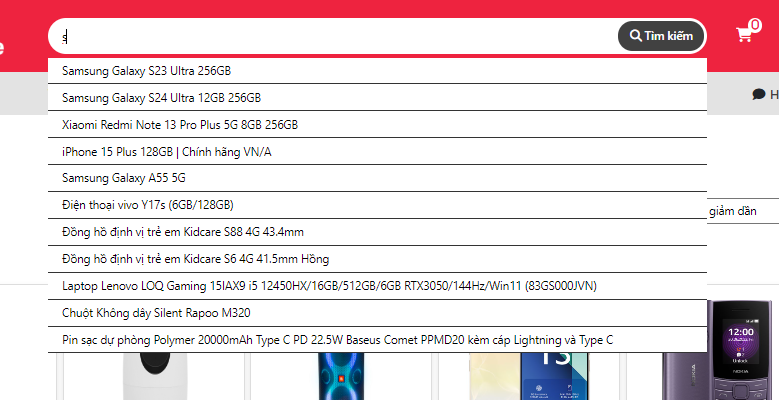 e
s
Tìm kiếm
0
H
Samsung Galaxy S23 Ultra 256GB
Samsung Galaxy S24 Ultra 12GB 256GB
Xiaomi Redmi Note 13 Pro Plus 5G 8GB 256GB
iPhone 15 Plus 128GB | Chính hãng VN/A
Samsung Galaxy A55 5G
Điện thoại vivo Y17s (6GB/128GB)
giảm dần
Đồng hồ định vị trẻ em Kidcare S88 4G 43.4mm
Đồng hồ định vị trẻ em Kidcare S6 4G 41.5mm Hồng
Laptop Lenovo LOQ Gaming 15IAX9 i5 12450HX/16GB/512GB/6GB RTX3050/144Hz/Win11 (83GS000JVN)
Chuột Không dây Silent Rapoo M320
Pin sạc dự phòng Polymer 20000mAh Type C PD 22.5W Baseus Comet PPMD20 kèm cáp Lightning và Type C
JBL
12:00
NOKIA
NOKIA